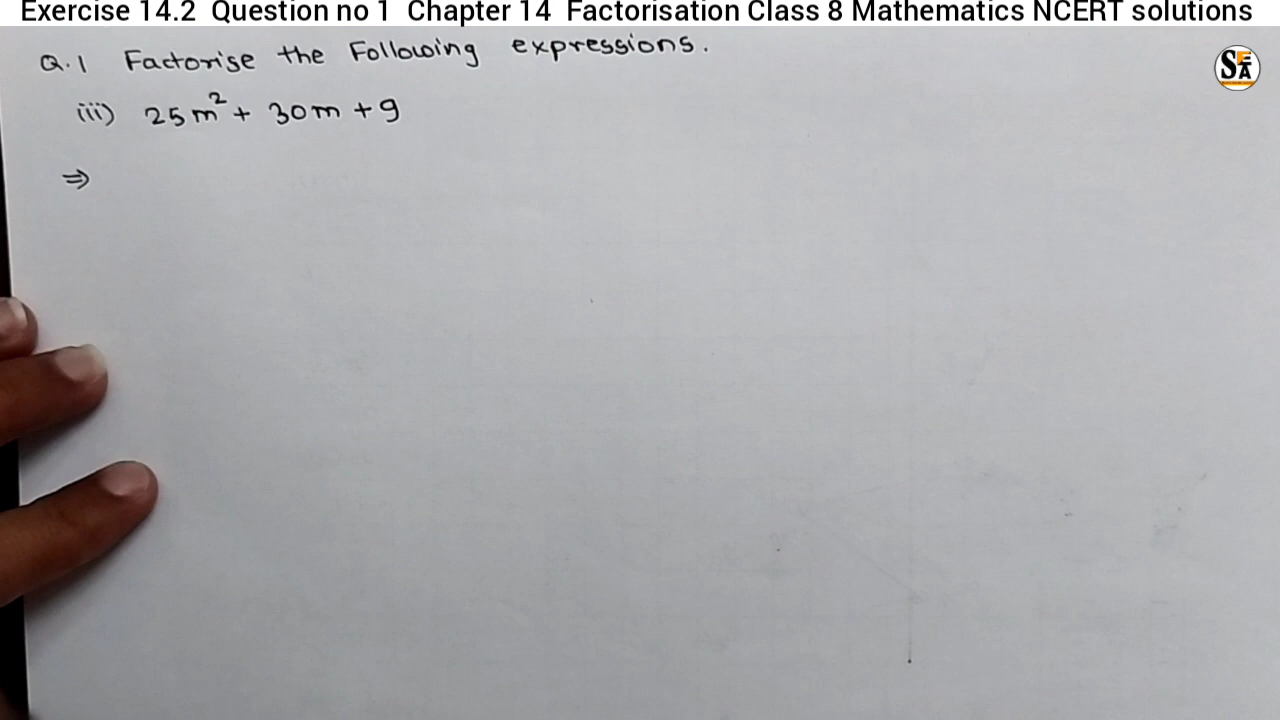 Exercise 14.2 Question no 1 Chapter 14 Factorisation Class 8 Mathematics NCERT solutions
Q.1 Factorise the Following expressions.
SEA
iii) 25m² + 30m + 9
⇒